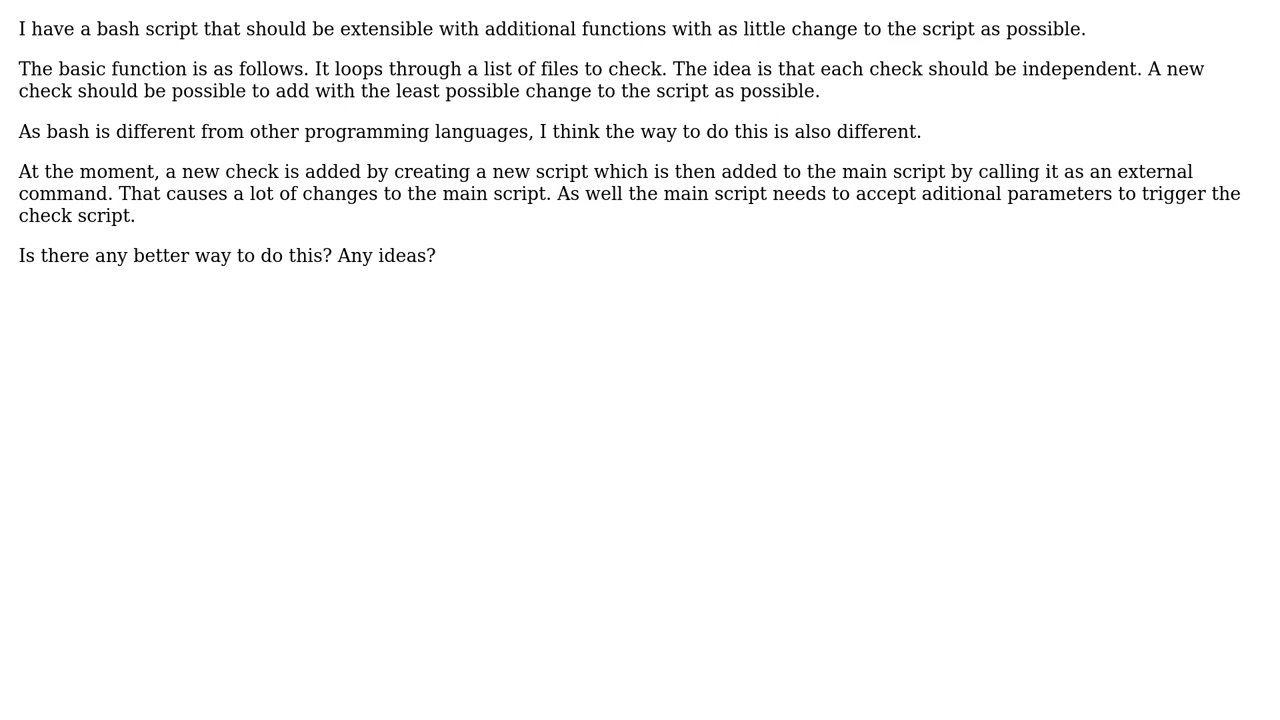 I have a bash script that should be extensible with additional functions with as little change to the script as possible.
The basic function is as follows. It loops through a list of files to check. The idea is that each check should be independent. A new
check should be possible to add with the least possible change to the script as possible.
As bash is different from other programming languages, I think the way to do this is also different.
At the moment, a new check is added by creating a new script which is then added to the main script by calling it as an external
command. That causes a lot of changes to the main script. As well the main script needs to accept aditional parameters to trigger the
check script.
Is there any better way to do this? Any ideas?